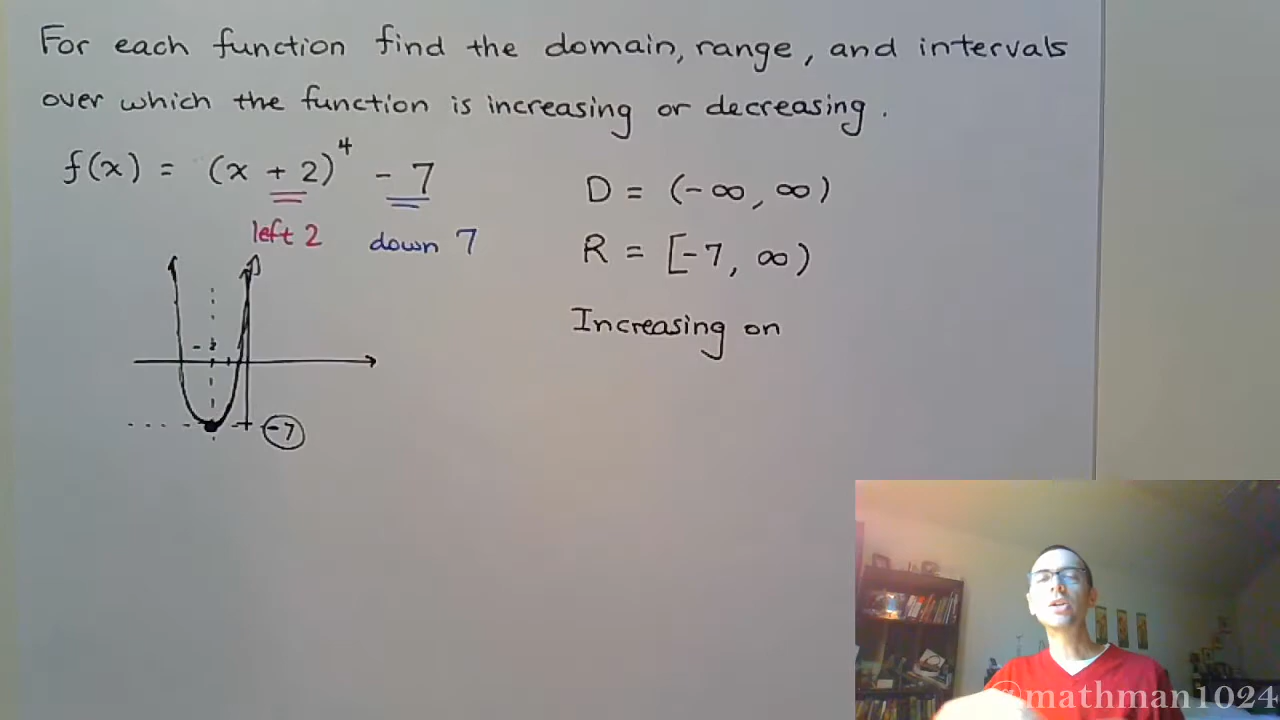 For each function find the domain, range, and intervals
over which the function is increasing or decreasing.
f(x) = (x + 2)^4 - 7
left 2 down 7
D = (-∞, ∞)
R = [-7, ∞)
Increasing on
-2
-7
@mathman1024